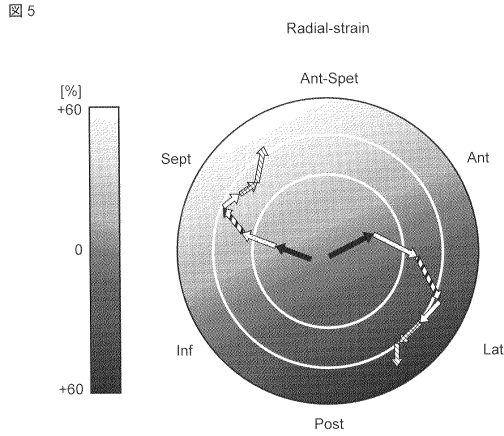 図 5
Radial-strain
Ant-Spet
[%]
+60
Sept
Ant
0
Inf
Lat
+60
Post